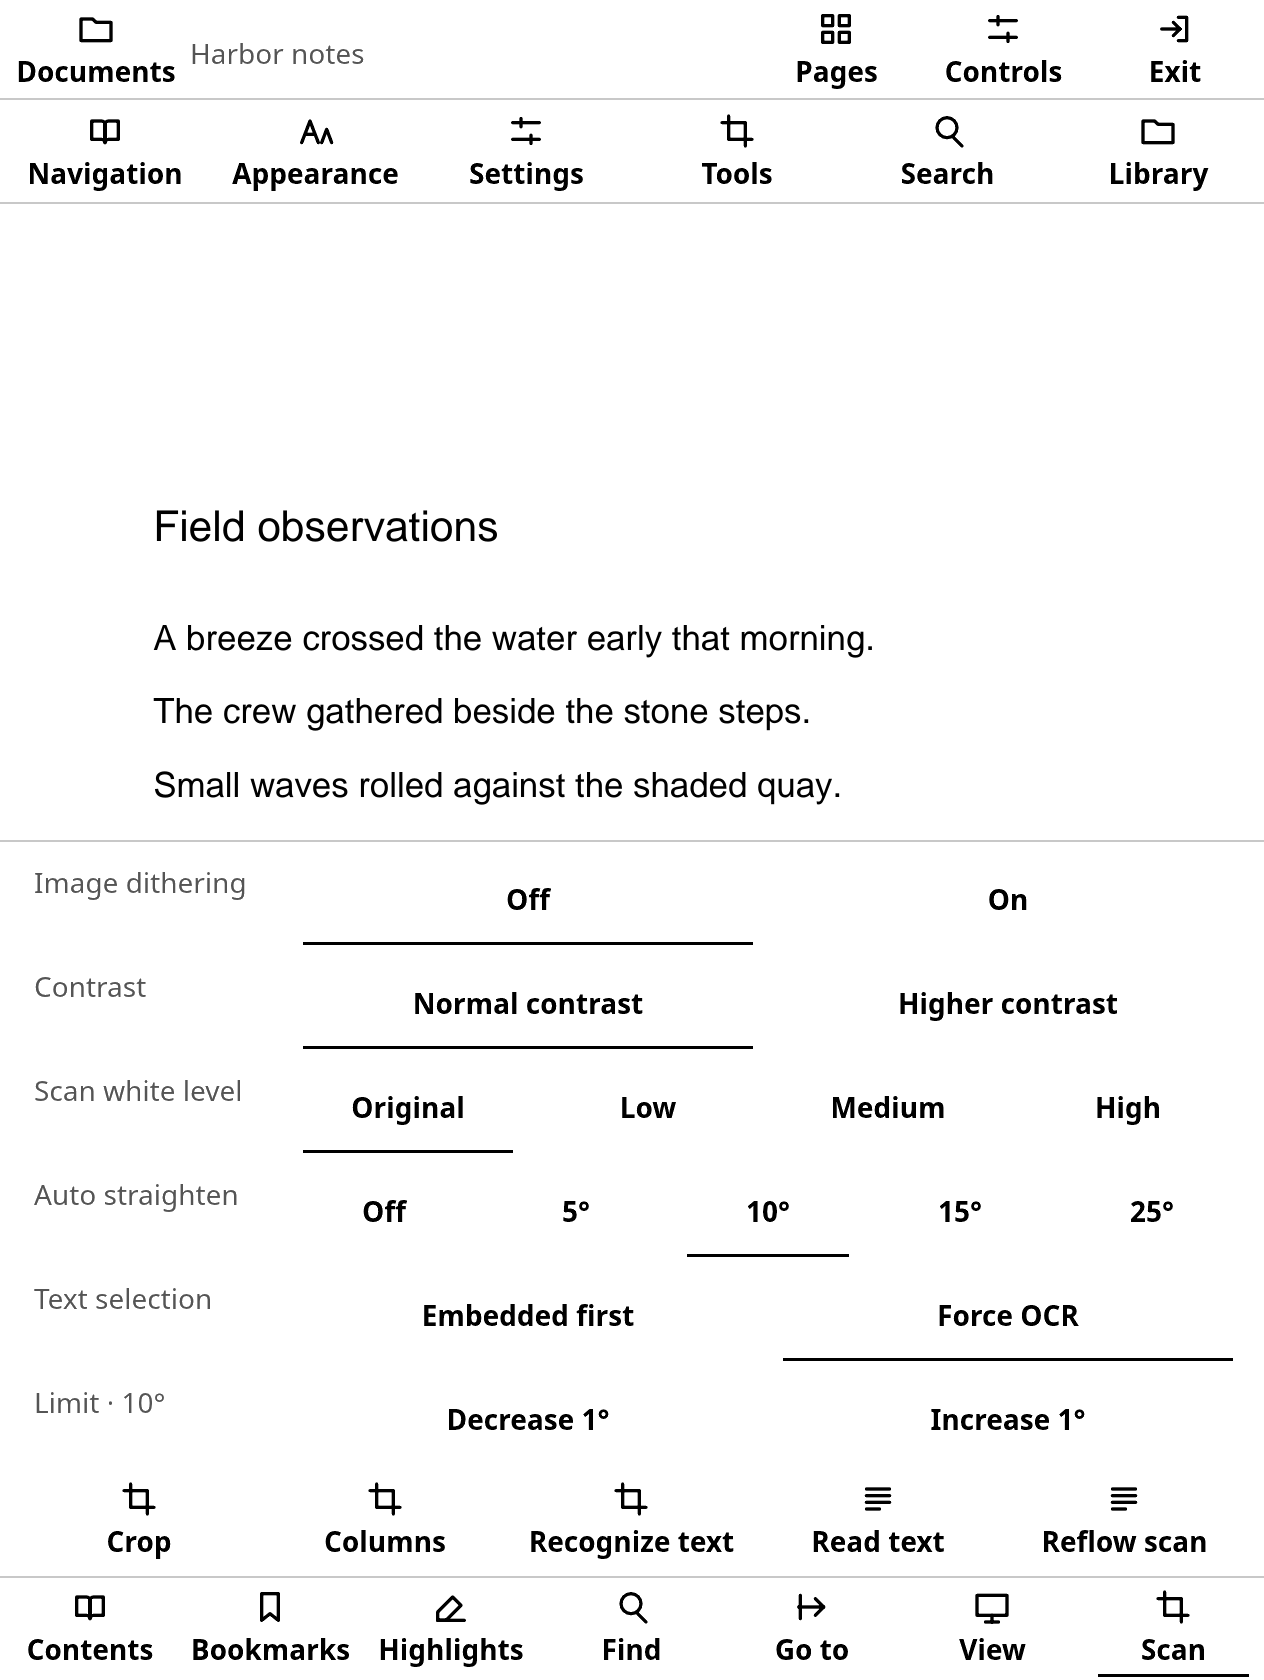 Documents Harbor notes Pages Controls Exit
Navigation Appearance Settings Tools Search Library
Field observations
A breeze crossed the water early that morning.
The crew gathered beside the stone steps.
Small waves rolled against the shaded quay.
Image dithering Off On
Contrast Normal contrast Higher contrast
Scan white level Original Low Medium High
Auto straighten Off 5° 10° 15° 25°
Text selection Embedded first Force OCR
Limit · 10° Decrease 1° Increase 1°
Crop Columns Recognize text Read text Reflow scan
Contents Bookmarks Highlights Find Go to View Scan